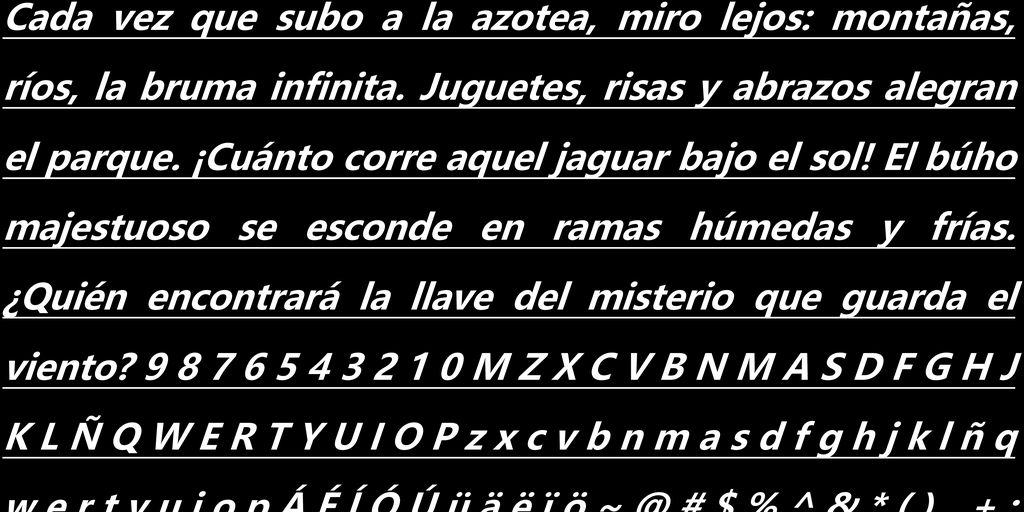 Cada vez que subo a la azotea, miro lejos: montañas,
ríos, la bruma infinita. Juguetes, risas y abrazos alegran
el parque. ¡Cuánto corre aquel jaguar bajo el sol! El búho
majestuoso se esconde en ramas húmedas y frías.
¿Quién encontrará la llave del misterio que guarda el
viento? 9 8 7 6 5 4 3 2 1 0 M Z X C V B N M A S D F G H J
K L Ñ Q W E R T Y U I O P z x c v b n m a s d f g h j k l ñ q
w e r t y u i o p Á É Í Ó Ú ü ä ë ï ö ~ @ # $ % ^ & * ( ) _ + :